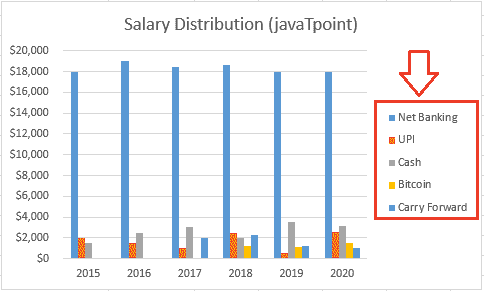 Salary Distribution (javaTpoint)
$20,000
$18,000
$16,000
$14,000
$12,000
$10,000
$8,000
$6,000
$4,000
$2,000
$0
2015 2016 2017 2018 2019 2020
Net Banking
UPI
Cash
Bitcoin
Carry Forward